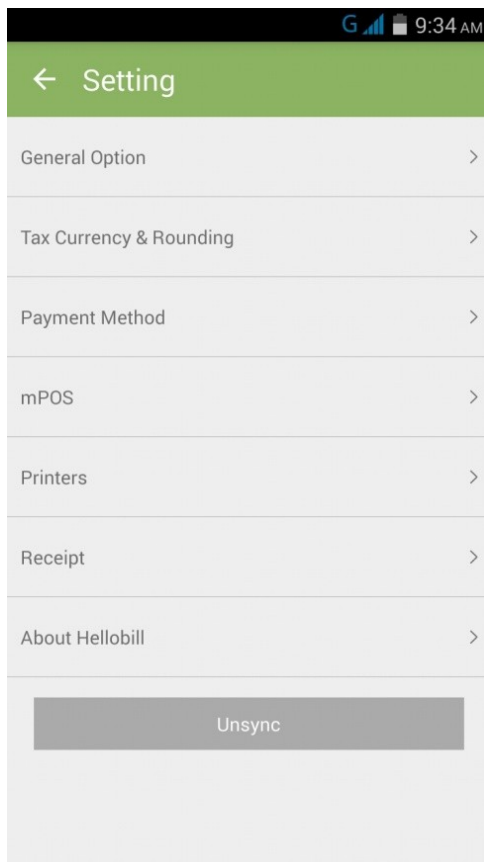 G 9:34 AM
Setting
General Option
Tax Currency & Rounding
Payment Method
mPOS
Printers
Receipt
About Hellobill
Unsync